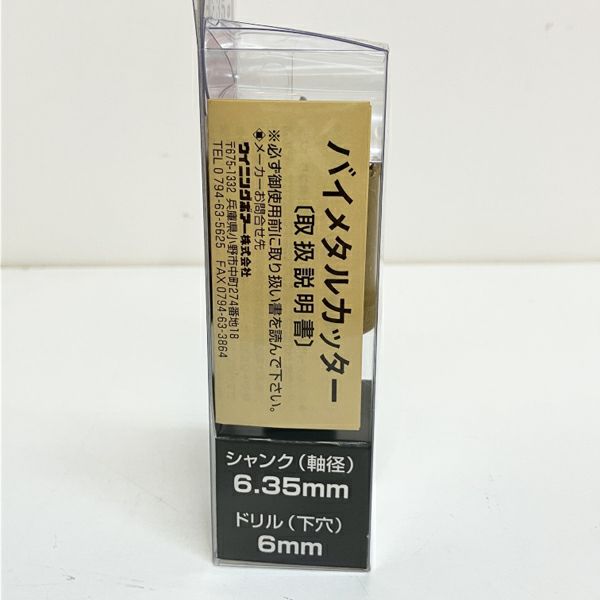 バイメタルカッター
〔取扱説明書〕
※必ず御使用前に取り扱い書を読んで下さい。
◈メーカーお問合せ先
ウイニングボアー株式会社
〒675-1332 兵庫県小野市中町274番地18
TEL 0794-63-5625 FAX 0794-63-3864
シャンク(軸径)
6.35mm
ドリル(下穴)
6mm